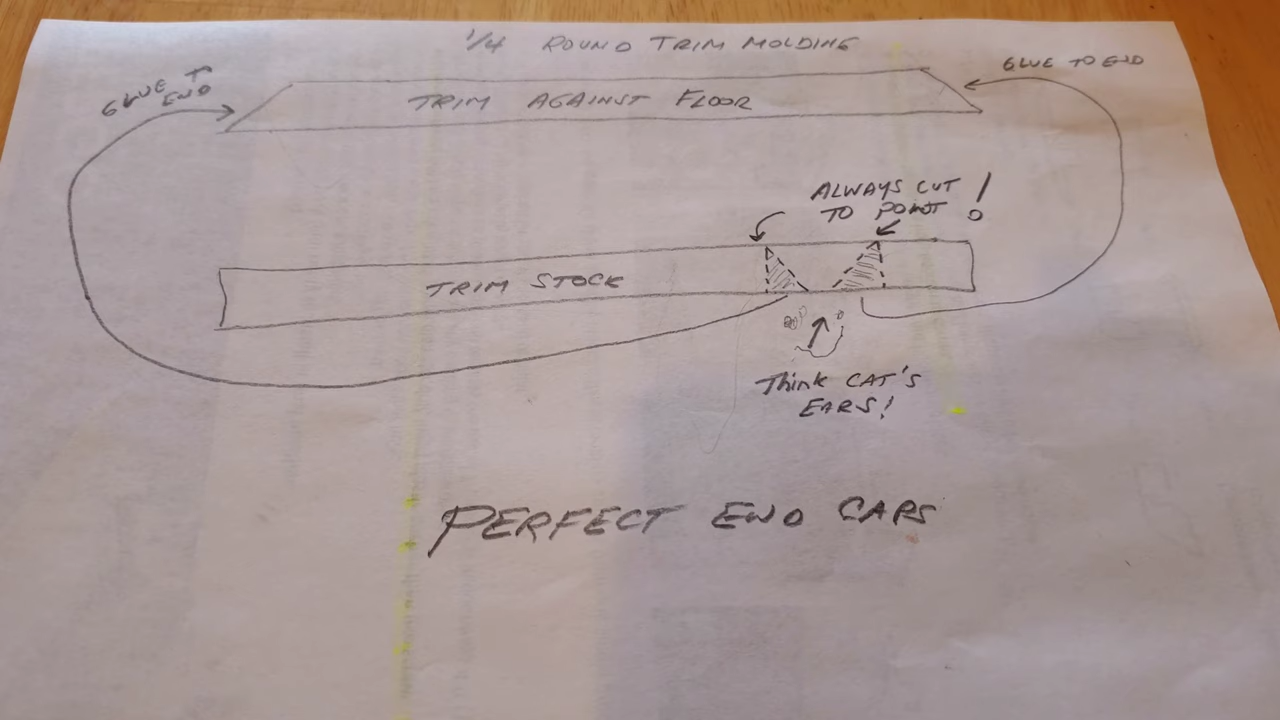 1/4 ROUND TRIM MOLDING
GLUE TO
END
GLUE TO END
TRIM AGAINST FLOOR
ALWAYS CUT !
TO POINT
TRIM STOCK
Think CAT'S
EARS!
PERFECT END CAPS